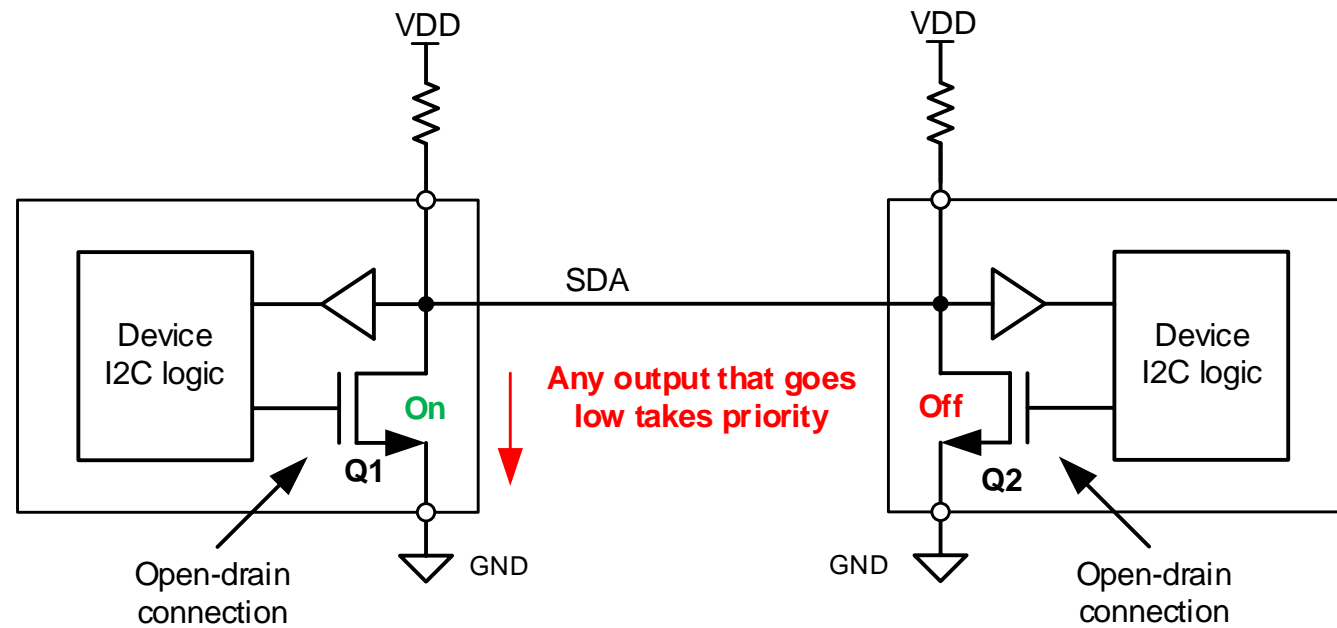 VDD
VDD
SDA
Device
I2C logic
On
Q1
Any output that goes
low takes priority
Off
Q2
Device
I2C logic
GND
GND
Open-drain
connection
Open-drain
connection